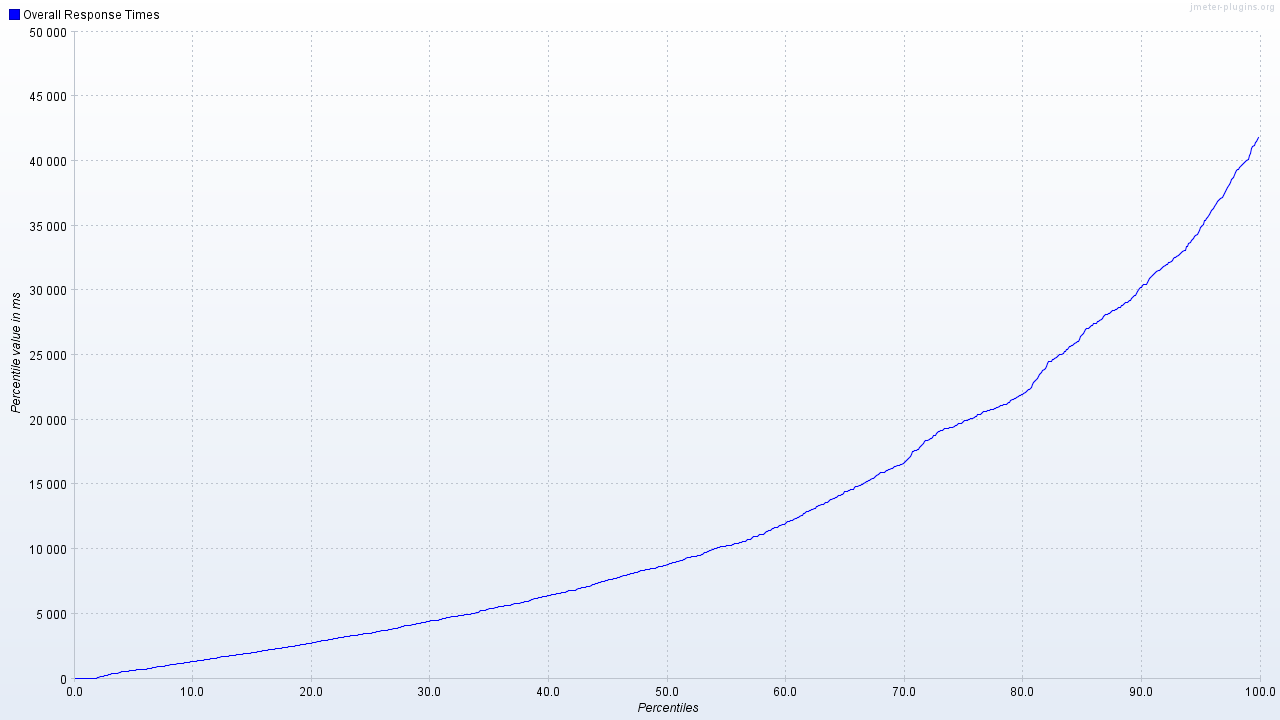 Overall Response Times
jmeter-plugins.org
50 000
45 000
40 000
35 000
30 000
25 000
20 000
15 000
10 000
5 000
0
Percentile value in ms
0.0 10.0 20.0 30.0 40.0 50.0 60.0 70.0 80.0 90.0 100.0
Percentiles